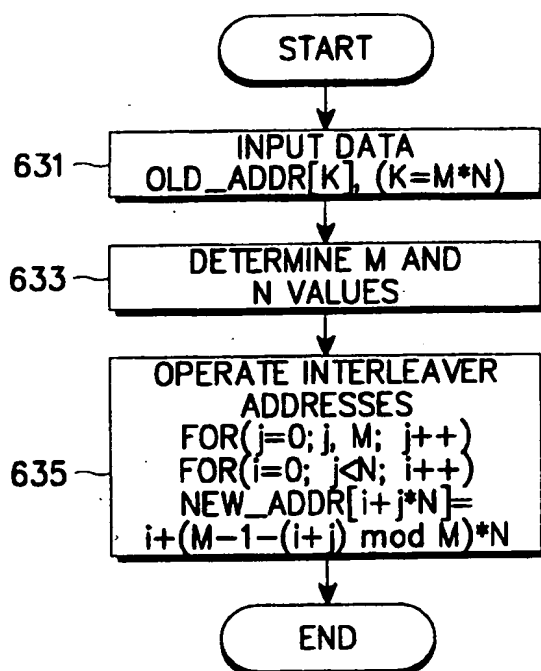 START
631
INPUT DATA
OLD_ADDR[K], (K=M*N)
633
DETERMINE M AND
N VALUES
635
OPERATE INTERLEAVER
ADDRESSES
FOR(j=0; j, M; j++)
FOR(i=0; j<N; i++)
NEW_ADDR[i+j*N]=
i+(M-1-(i+j) mod M)*N
END